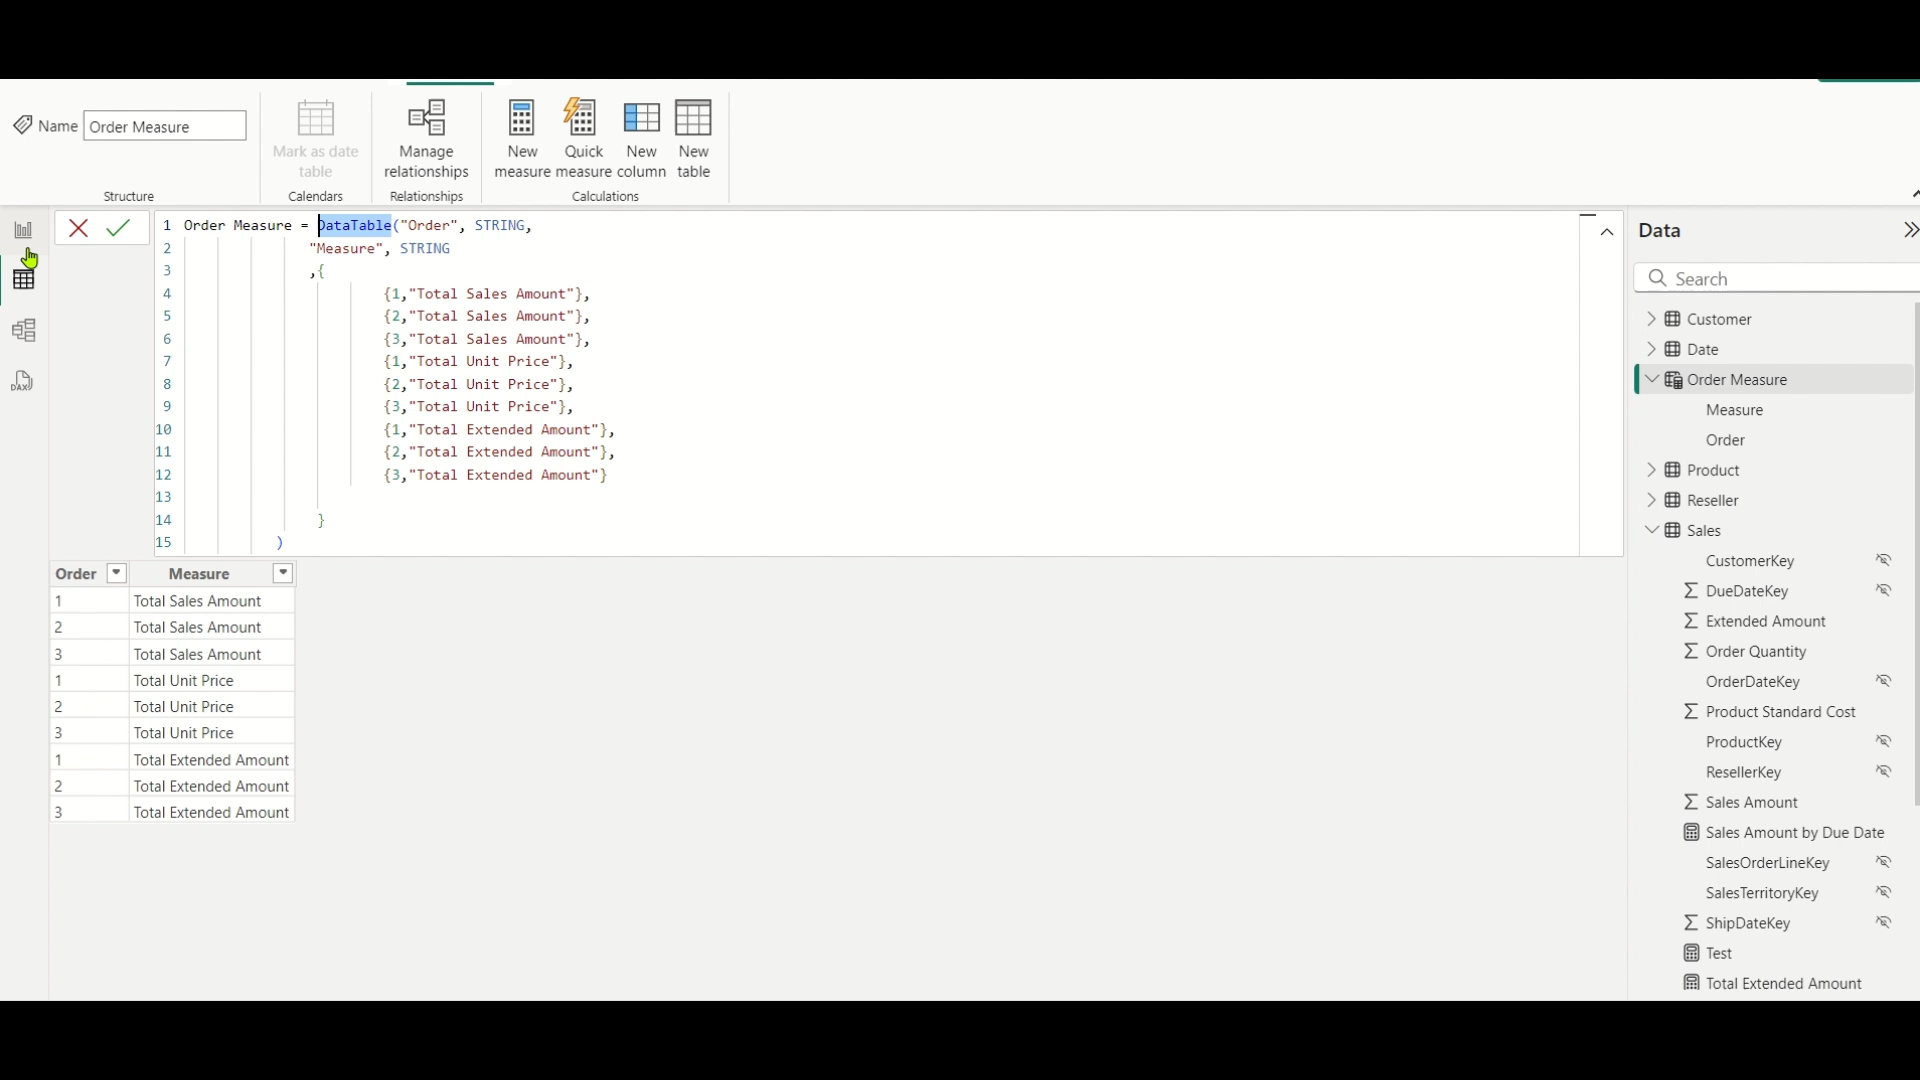 Name Order Measure
Mark as date table
Manage relationships
New measure
Quick measure
New column
New table
Structure
Calendars
Relationships
Calculations
1 Order Measure = DataTable("Order", STRING,
2 "Measure", STRING
3 ,{
4 {1,"Total Sales Amount"},
5 {2,"Total Sales Amount"},
6 {3,"Total Sales Amount"},
7 {1,"Total Unit Price"},
8 {2,"Total Unit Price"},
9 {3,"Total Unit Price"},
10 {1,"Total Extended Amount"},
11 {2,"Total Extended Amount"},
12 {3,"Total Extended Amount"}
13
14 }
15 )
DAX
Order Measure
1 Total Sales Amount
2 Total Sales Amount
3 Total Sales Amount
1 Total Unit Price
2 Total Unit Price
3 Total Unit Price
1 Total Extended Amount
2 Total Extended Amount
3 Total Extended Amount
Data
Search
Customer
Date
Order Measure
Measure
Order
Product
Reseller
Sales
CustomerKey
DueDateKey
Extended Amount
Order Quantity
OrderDateKey
Product Standard Cost
ProductKey
ResellerKey
Sales Amount
Sales Amount by Due Date
SalesOrderLineKey
SalesTerritoryKey
ShipDateKey
Test
Total Extended Amount